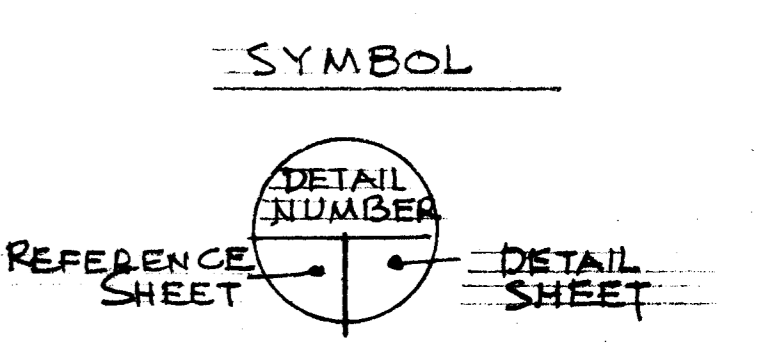 SYMBOL
DETAIL
NUMBER
REFERENCE
SHEET
DETAIL
SHEET